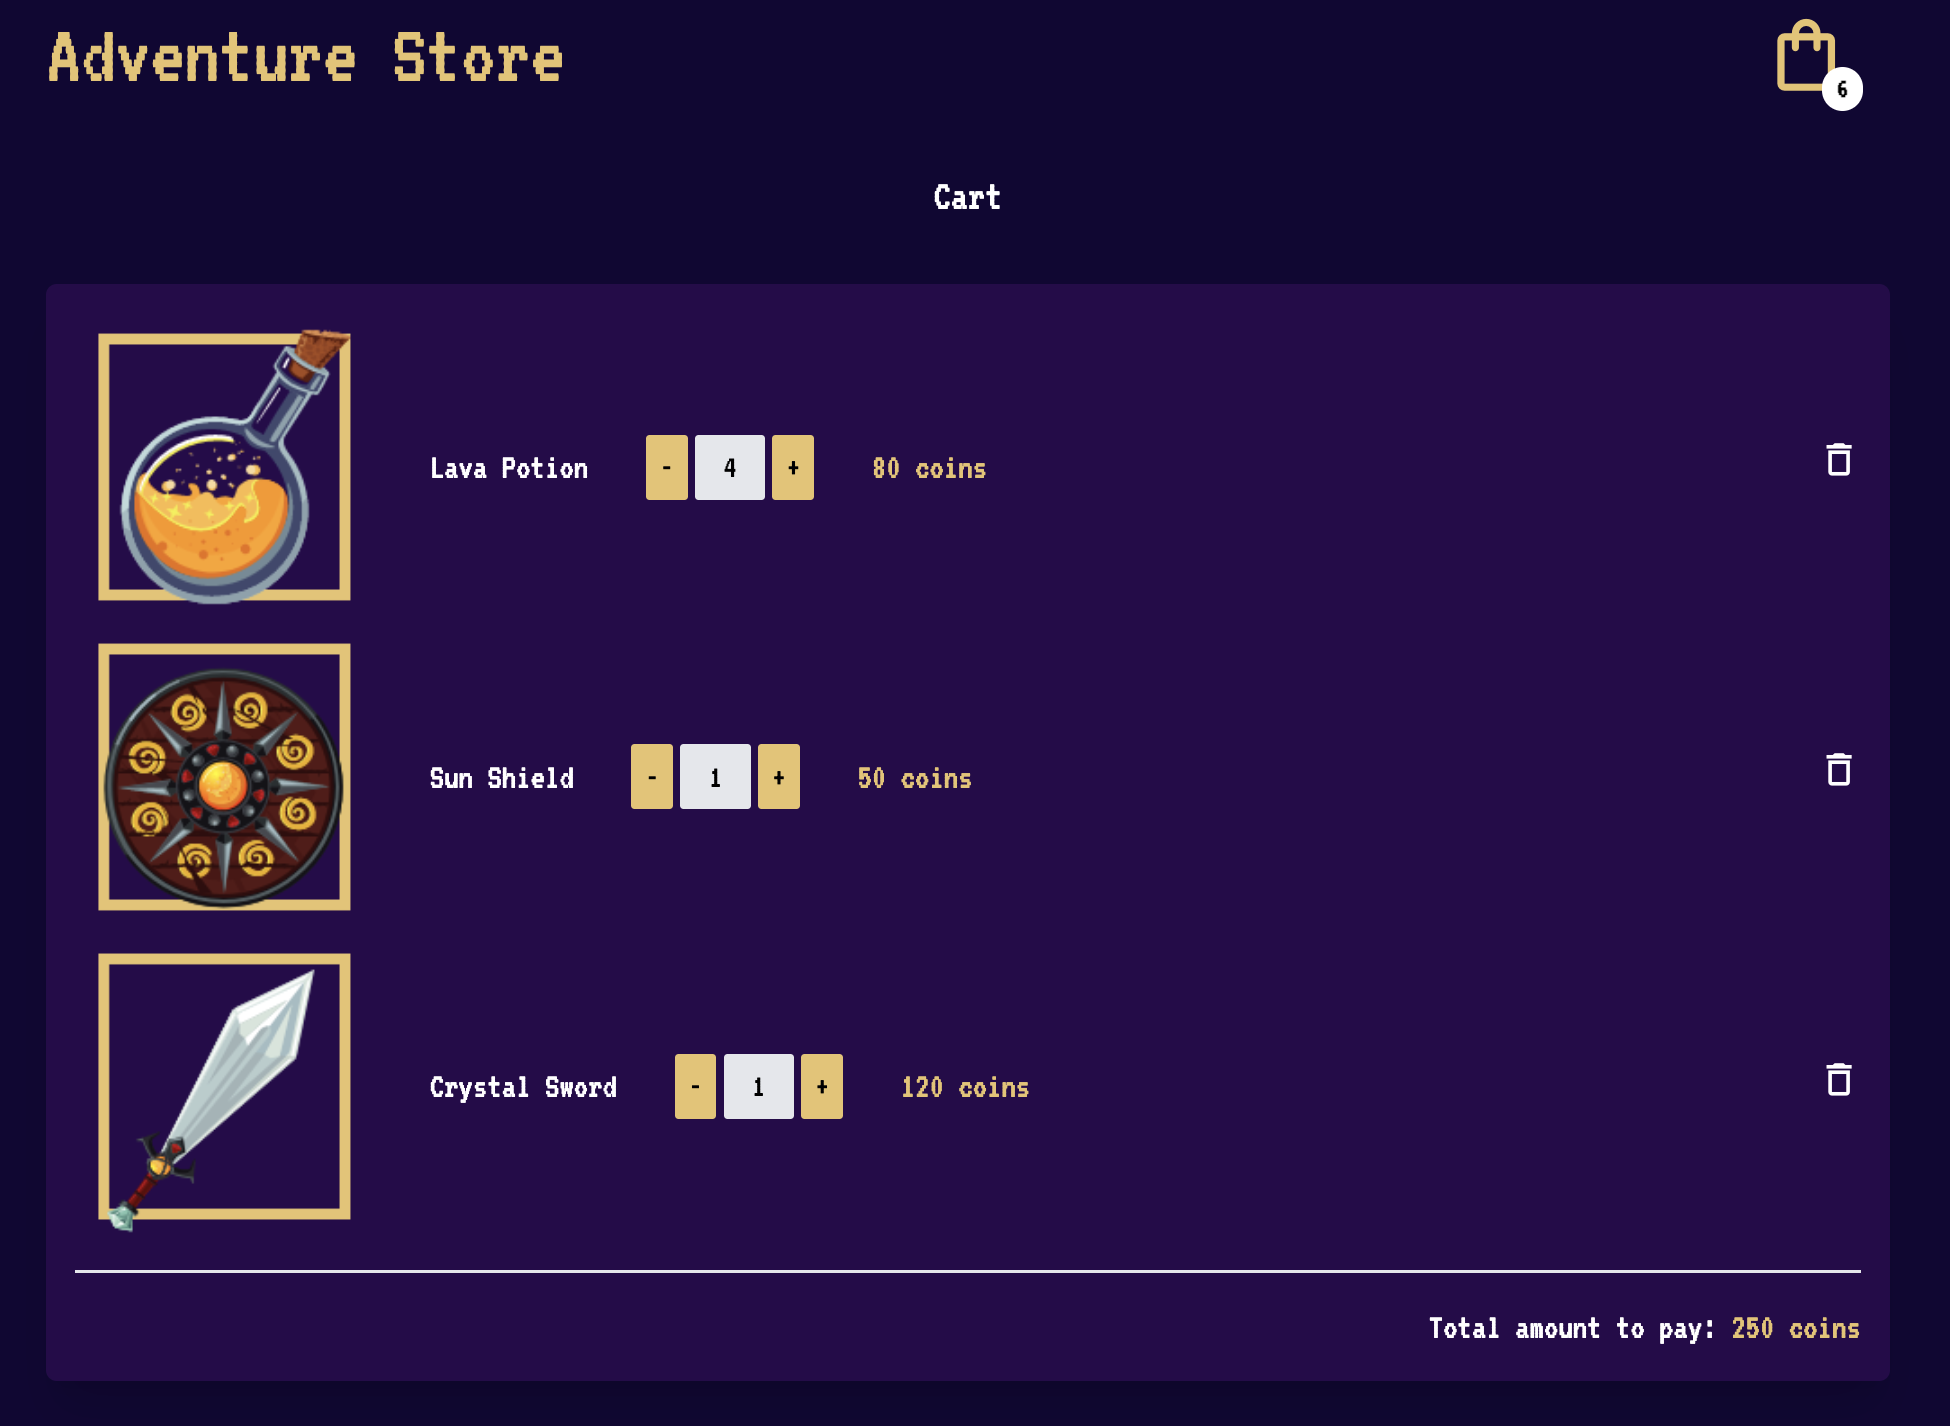 Adventure Store
6
Cart
Lava Potion - 4 + 80 coins
Sun Shield - 1 + 50 coins
Crystal Sword - 1 + 120 coins
Total amount to pay: 250 coins